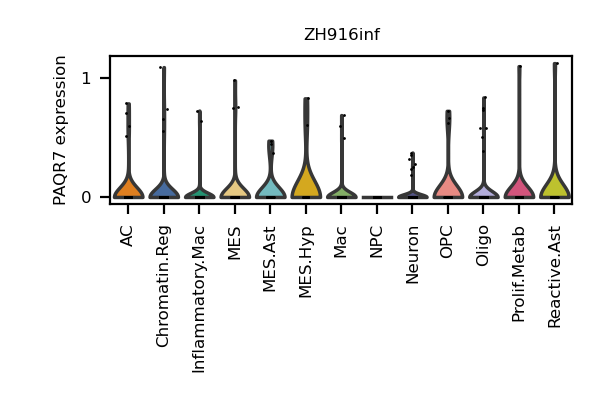 ZH916inf
PAQR7 expression
1
0
AC
Chromatin.Reg
Inflammatory.Mac
MES
MES.Ast
MES.Hyp
Mac
NPC
Neuron
OPC
Oligo
Prolif.Metab
Reactive.Ast